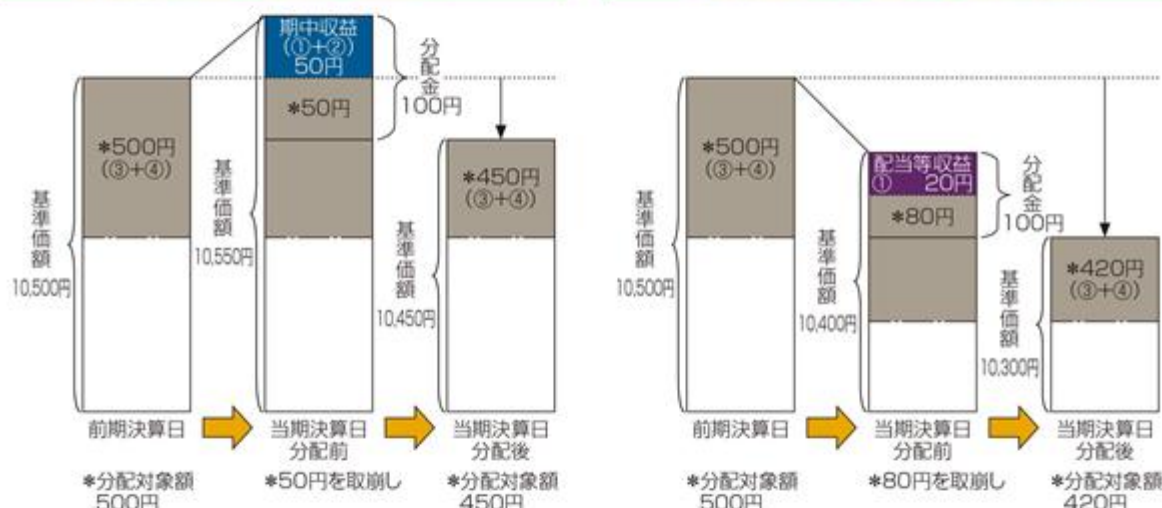 期中収益
(①+②)
50円
*50円
分配金
100円
*500円
(③+④)
*450円
(③+④)
基準価額
10,500円
基準価額
10,550円
基準価額
10,450円
前期決算日
当期決算日
分配前
当期決算日
分配後
*分配対象額
500円
*50円を取崩し
*分配対象額
450円
*500円
(③+④)
配当等収益
① 20円
*80円
分配金
100円
*420円
(③+④)
基準価額
10,500円
基準価額
10,400円
基準価額
10,300円
前期決算日
当期決算日
分配前
当期決算日
分配後
*分配対象額
500円
*80円を取崩し
*分配対象額
420円